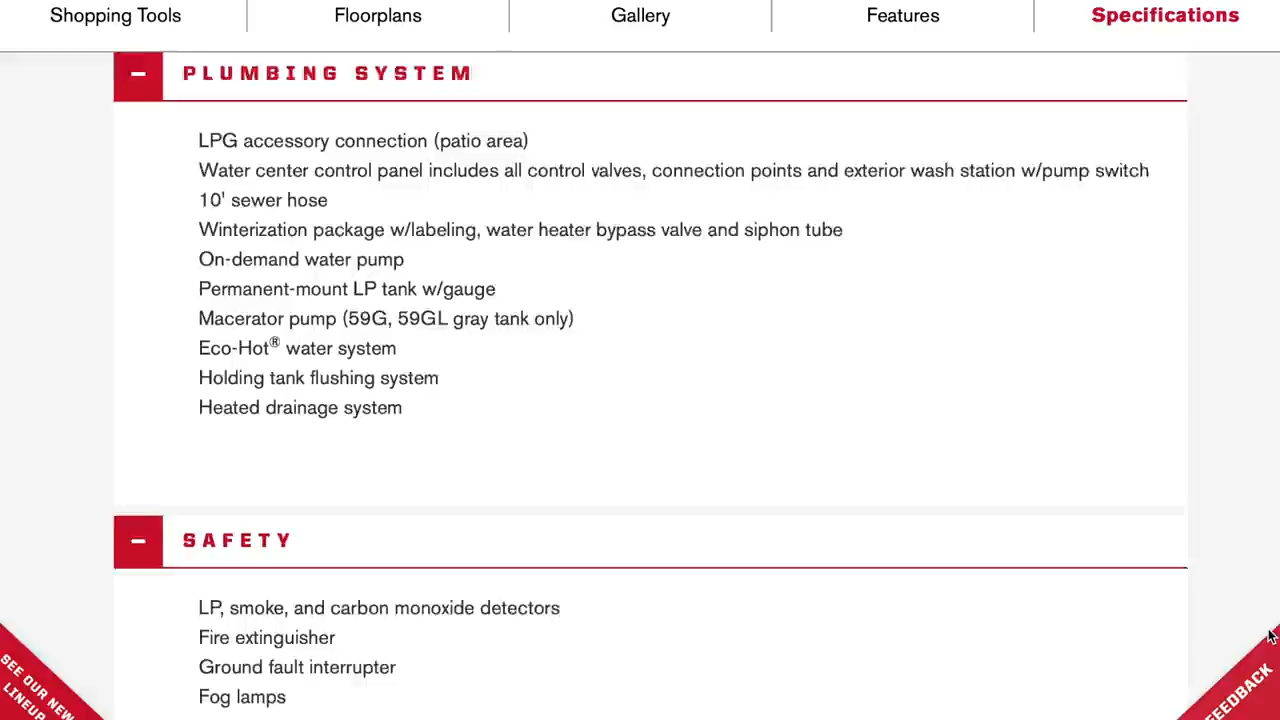 Shopping Tools
Floorplans
Gallery
Features
Specifications
PLUMBING SYSTEM
LPG accessory connection (patio area)
Water center control panel includes all control valves, connection points and exterior wash station w/pump switch
10' sewer hose
Winterization package w/labeling, water heater bypass valve and siphon tube
On-demand water pump
Permanent-mount LP tank w/gauge
Macerator pump (59G, 59GL gray tank only)
Eco-Hot® water system
Holding tank flushing system
Heated drainage system
SAFETY
LP, smoke, and carbon monoxide detectors
Fire extinguisher
Ground fault interrupter
Fog lamps
SEE OUR NEW
LINEUP
FEEDBACK